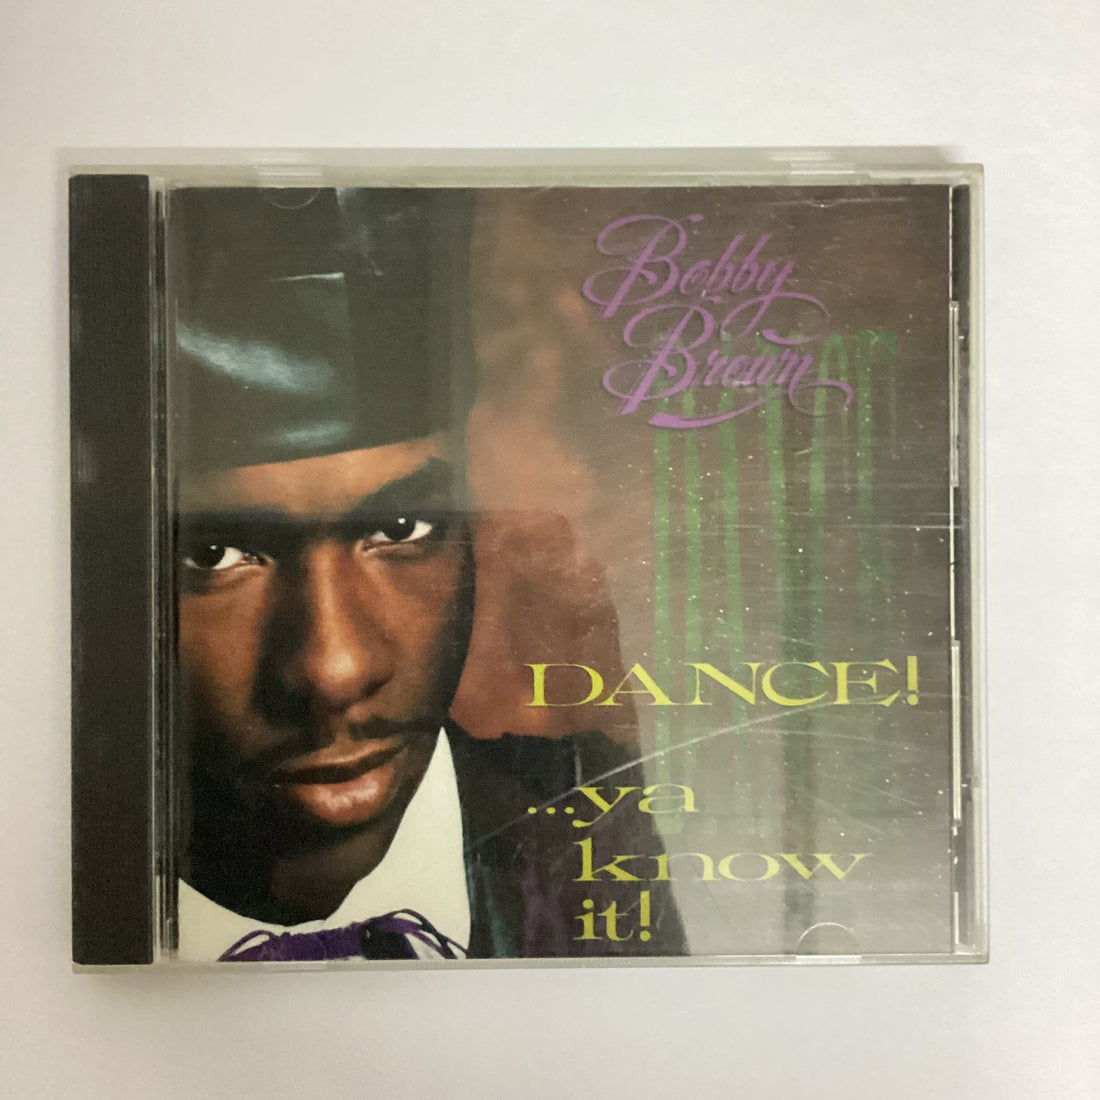 Bobby
Brown
DANCE!
...ya
know
it!